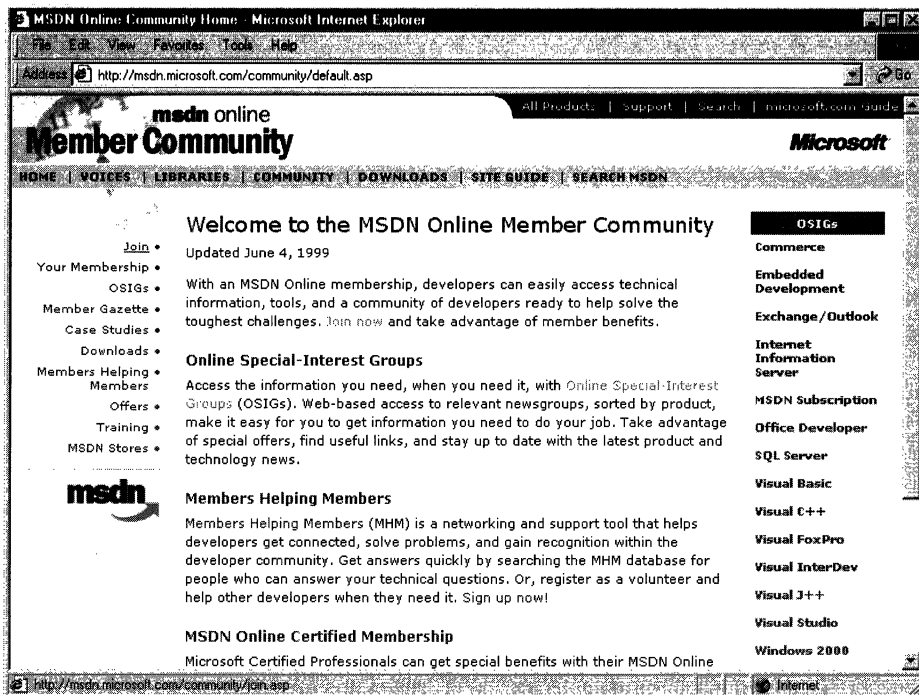 MSDN Online Community Home - Microsoft Internet Explorer
File Edit View Favorites Tools Help
Address http://msdn.microsoft.com/community/default.asp Go
All Products | Support | Search | microsoft.com Guide
msdn online
Member Community
Microsoft
HOME | VOICES | LIBRARIES | COMMUNITY | DOWNLOADS | SITE GUIDE | SEARCH MSDN
Join •
Your Membership •
OSIGs •
Member Gazette •
Case Studies •
Downloads •
Members Helping •
Members
Offers •
Training •
MSDN Stores •
msdn
Welcome to the MSDN Online Member Community
Updated June 4, 1999
With an MSDN Online membership, developers can easily access technical
information, tools, and a community of developers ready to help solve the
toughest challenges. Join now and take advantage of member benefits.
Online Special-Interest Groups
Access the information you need, when you need it, with Online Special-Interest
Groups (OSIGs). Web-based access to relevant newsgroups, sorted by product,
make it easy for you to get information you need to do your job. Take advantage
of special offers, find useful links, and stay up to date with the latest product and
technology news.
Members Helping Members
Members Helping Members (MHM) is a networking and support tool that helps
developers get connected, solve problems, and gain recognition within the
developer community. Get answers quickly by searching the MHM database for
people who can answer your technical questions. Or, register as a volunteer and
help other developers when they need it. Sign up now!
MSDN Online Certified Membership
Microsoft Certified Professionals can get special benefits with their MSDN Online
OSIGs
Commerce
Embedded
Development
Exchange/Outlook
Internet
Information
Server
MSDN Subscription
Office Developer
SQL Server
Visual Basic
Visual C++
Visual FoxPro
Visual InterDev
Visual J++
Visual Studio
Windows 2000
http://msdn.microsoft.com/community/join.asp Internet